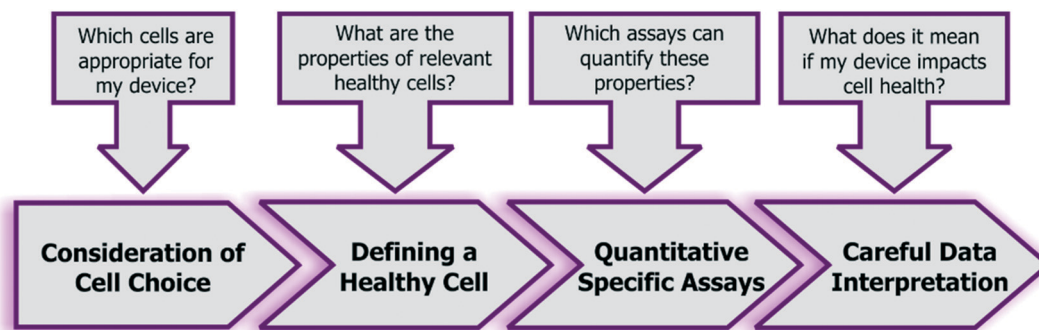 Which cells are
appropriate for
my device?
What are the
properties of relevant
healthy cells?
Which assays can
quantify these
properties?
What does it mean
if my device impacts
cell health?
Consideration of
Cell Choice
Defining a
Healthy Cell
Quantitative
Specific Assays
Careful Data
Interpretation